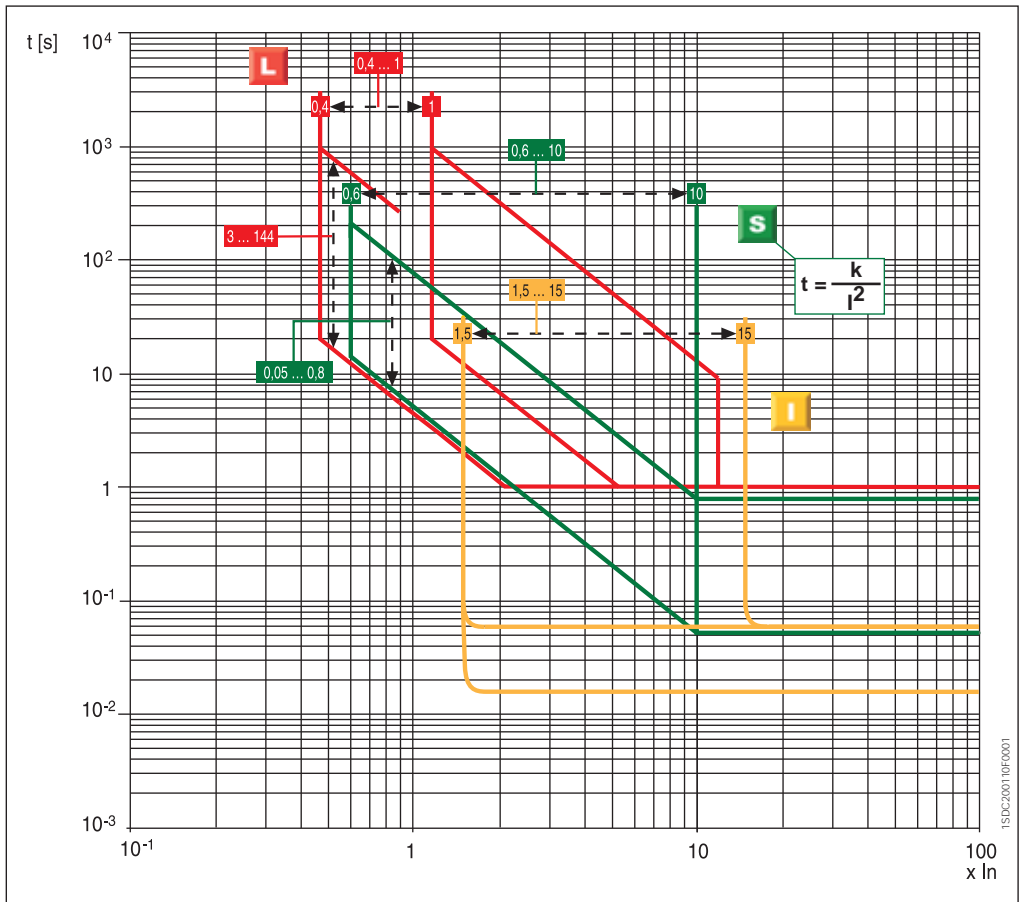 t [s]
10⁴
L
0,4 ... 1
0,4
1
10³
0,6 ... 10
0,6
10
S
3 ... 144
10²
t = k / I²
1,5 ... 15
1,5
15
0,05 ... 0,8
10
I
1
10⁻¹
10⁻²
10⁻³
10⁻¹
1
10
100
x In
1SDC200110F0001